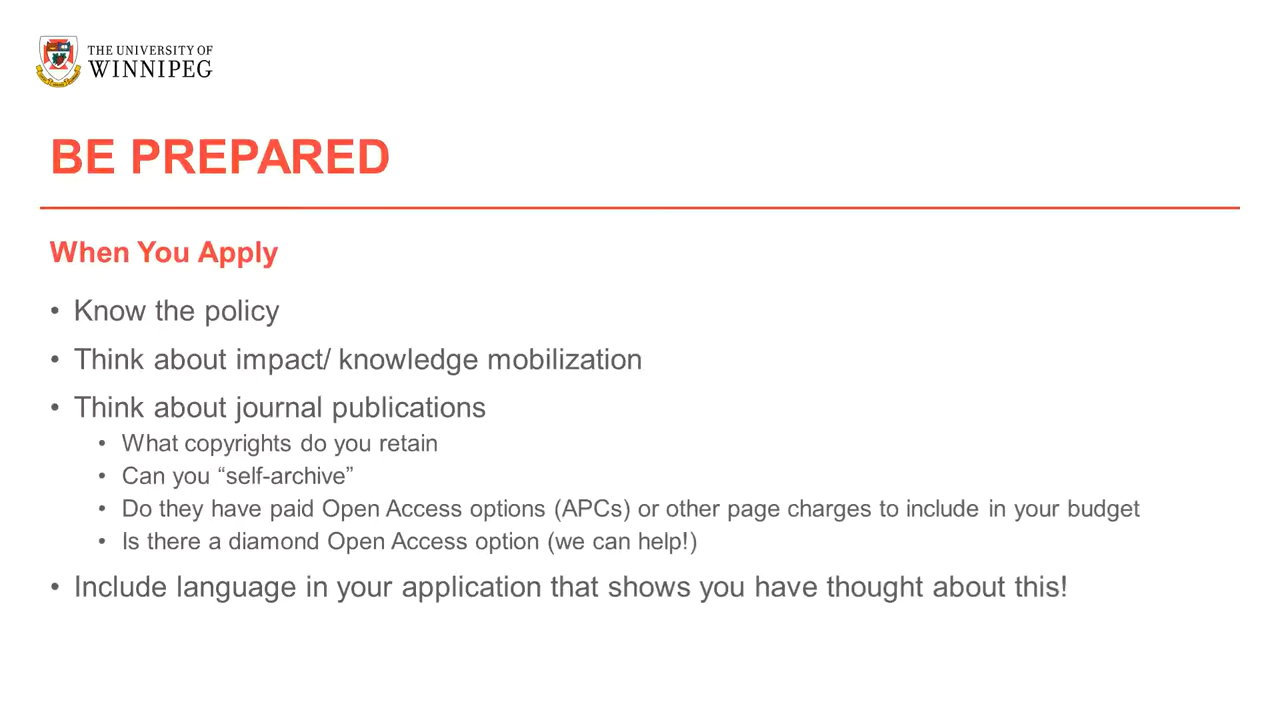 THE UNIVERSITY OF
WINNIPEG
BE PREPARED
When You Apply
• Know the policy
• Think about impact/ knowledge mobilization
• Think about journal publications
• What copyrights do you retain
• Can you “self-archive”
• Do they have paid Open Access options (APCs) or other page charges to include in your budget
• Is there a diamond Open Access option (we can help!)
• Include language in your application that shows you have thought about this!